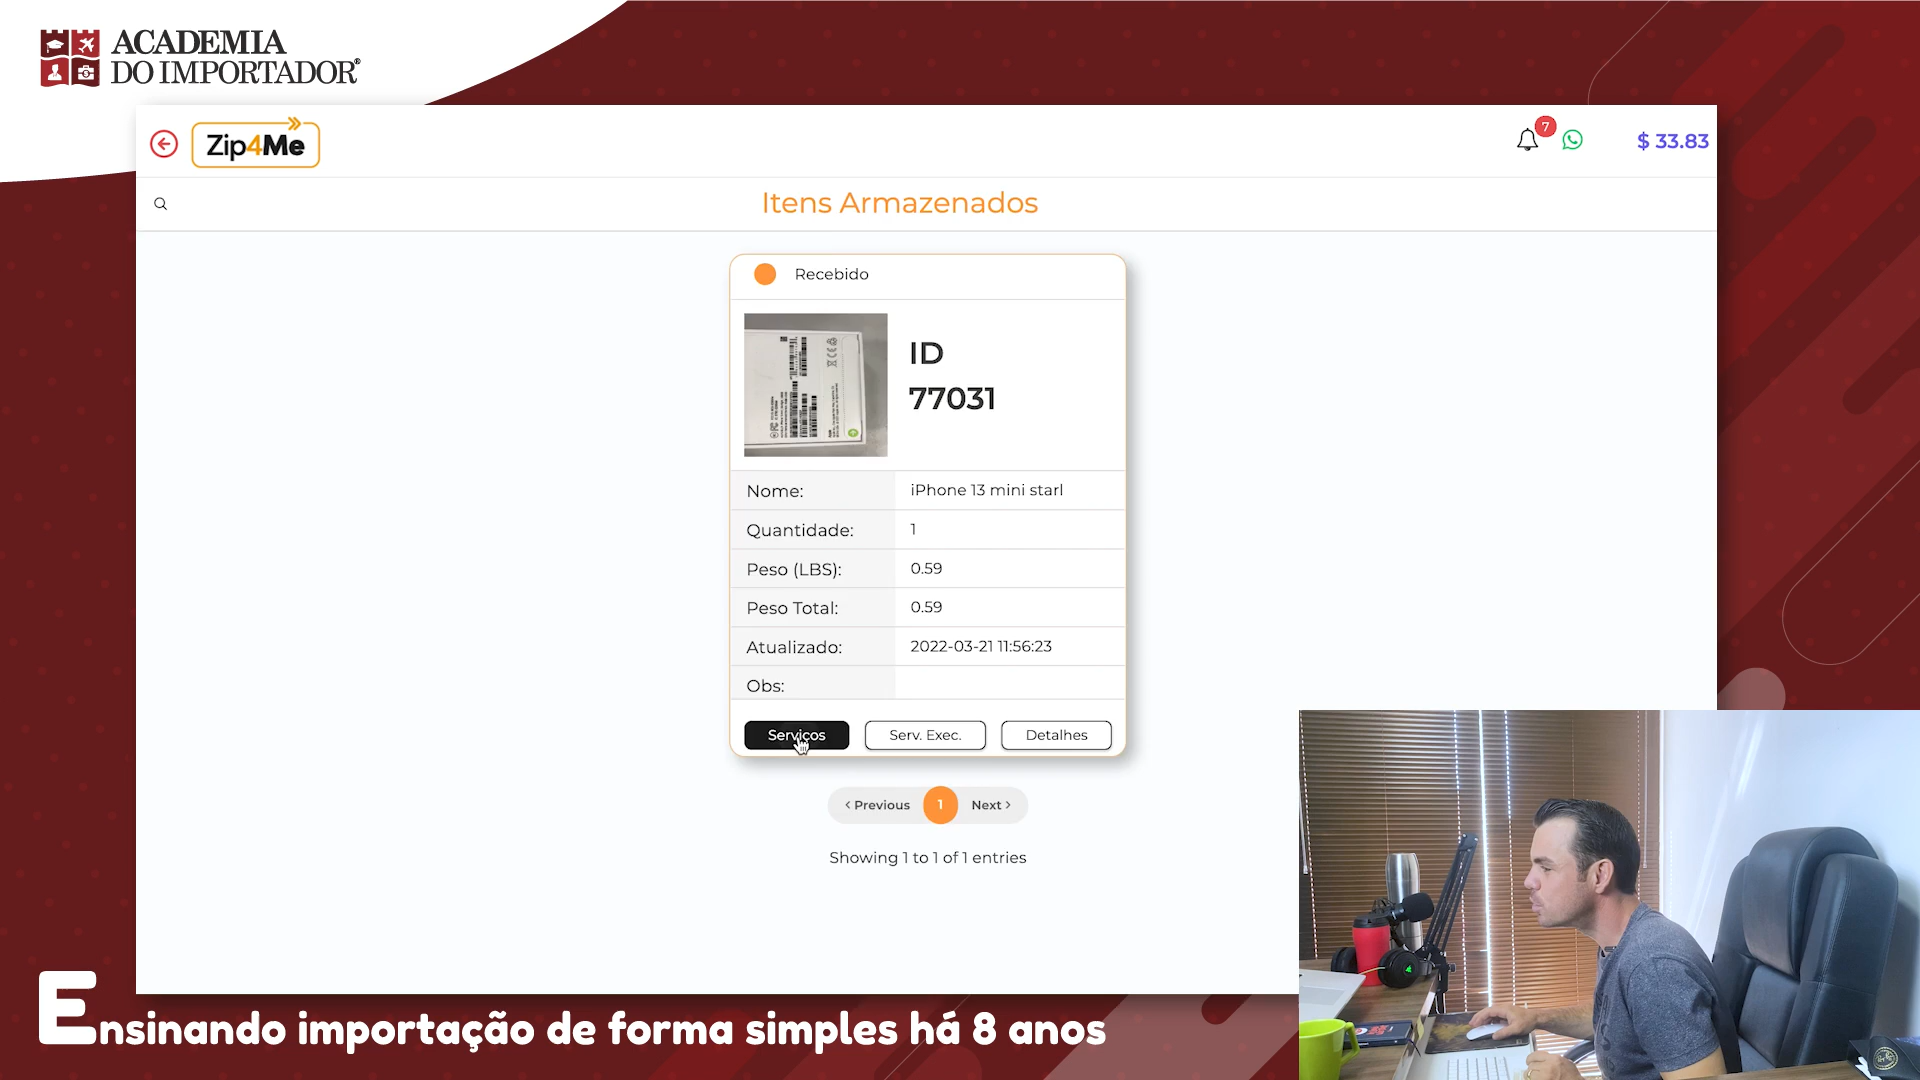 ACADEMIA
DO IMPORTADOR®
Zip4Me
7
$ 33.83
Itens Armazenados
Recebido
ID
77031
Nome: iPhone 13 mini starl
Quantidade: 1
Peso (LBS): 0.59
Peso Total: 0.59
Atualizado: 2022-03-21 11:56:23
Obs:
Serviços Serv. Exec. Detalhes
‹ Previous 1 Next ›
Showing 1 to 1 of 1 entries
Ensinando importação de forma simples há 8 anos